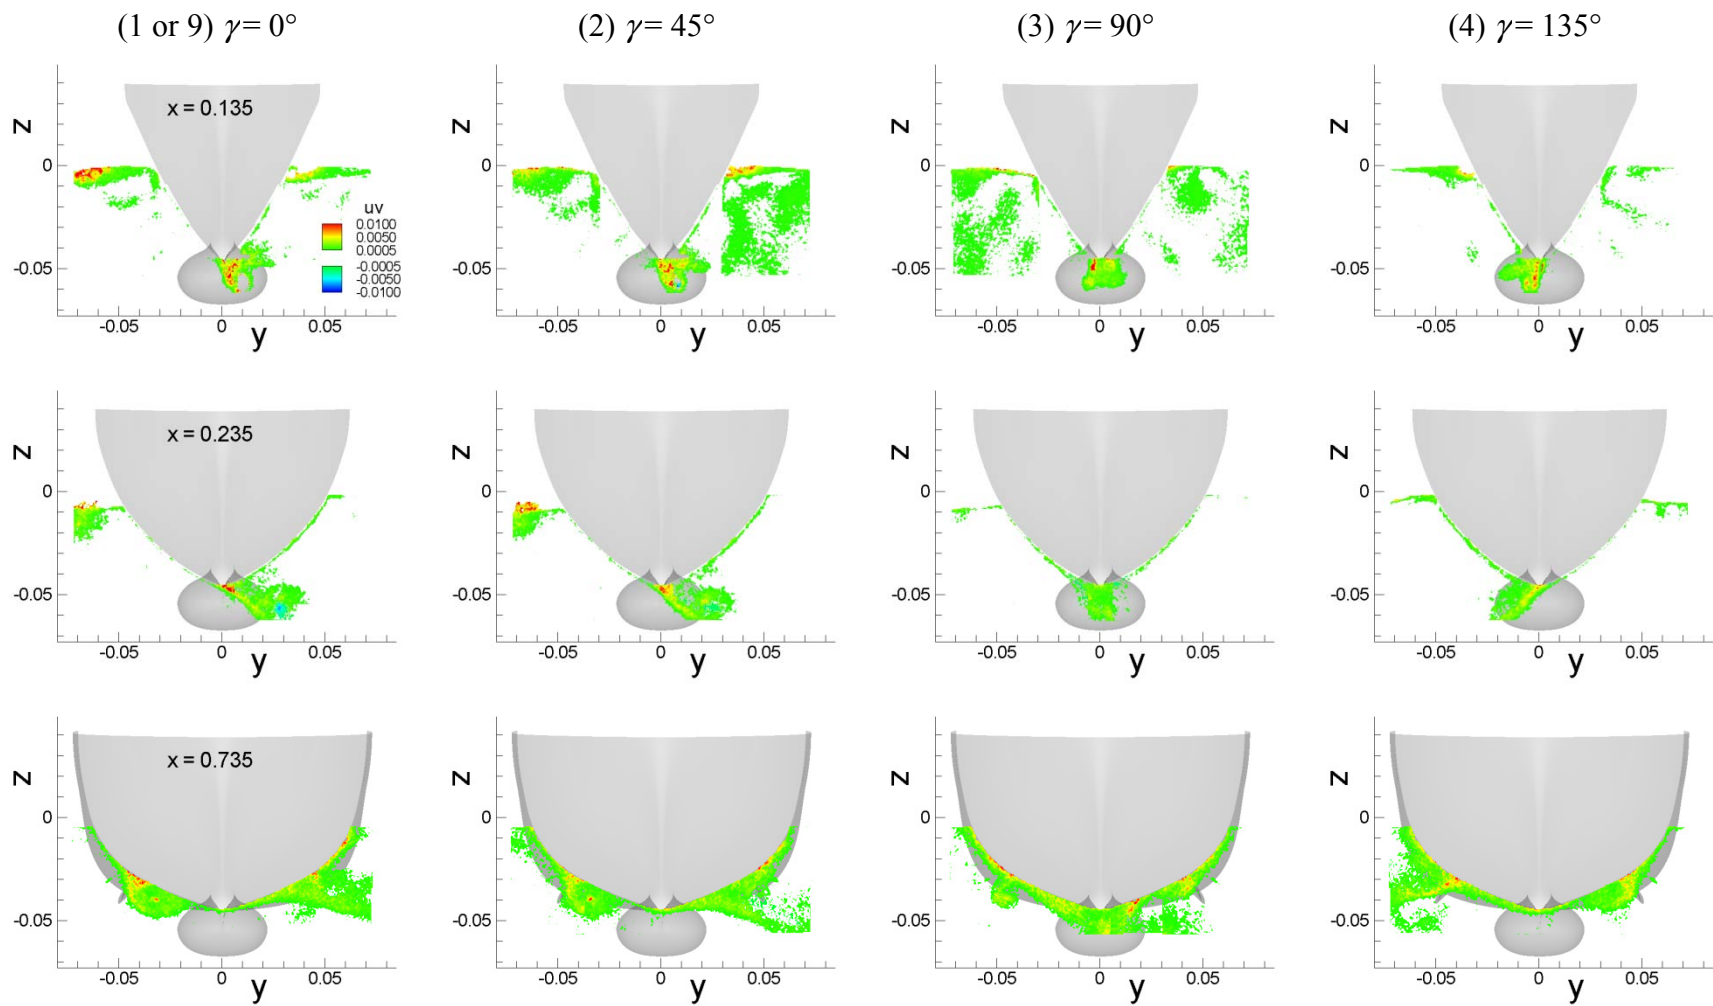 (1 or 9) γ= 0° (2) γ= 45° (3) γ= 90° (4) γ= 135°
x = 0.135
z z z z
0 0 0 0
uv
0.0100
0.0050
0.0005
-0.0005
-0.0050
-0.0100
-0.05 -0.05 -0.05 -0.05
-0.05 0 0.05 -0.05 0 0.05 -0.05 0 0.05 -0.05 0 0.05
y y y y
x = 0.235
z z z z
0 0 0 0
-0.05 -0.05 -0.05 -0.05
-0.05 0 0.05 -0.05 0 0.05 -0.05 0 0.05 -0.05 0 0.05
y y y y
x = 0.735
z z z z
0 0 0 0
-0.05 -0.05 -0.05 -0.05
-0.05 0 0.05 -0.05 0 0.05 -0.05 0 0.05 -0.05 0 0.05
y y y y